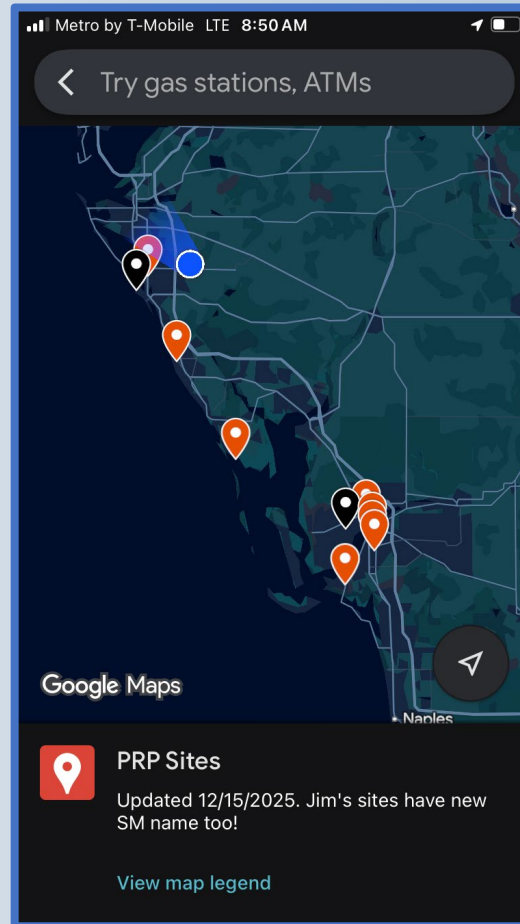 Metro by T-Mobile LTE 8:50 AM
Try gas stations, ATMs
Google Maps
Naples
PRP Sites
Updated 12/15/2025. Jim's sites have new
SM name too!
View map legend